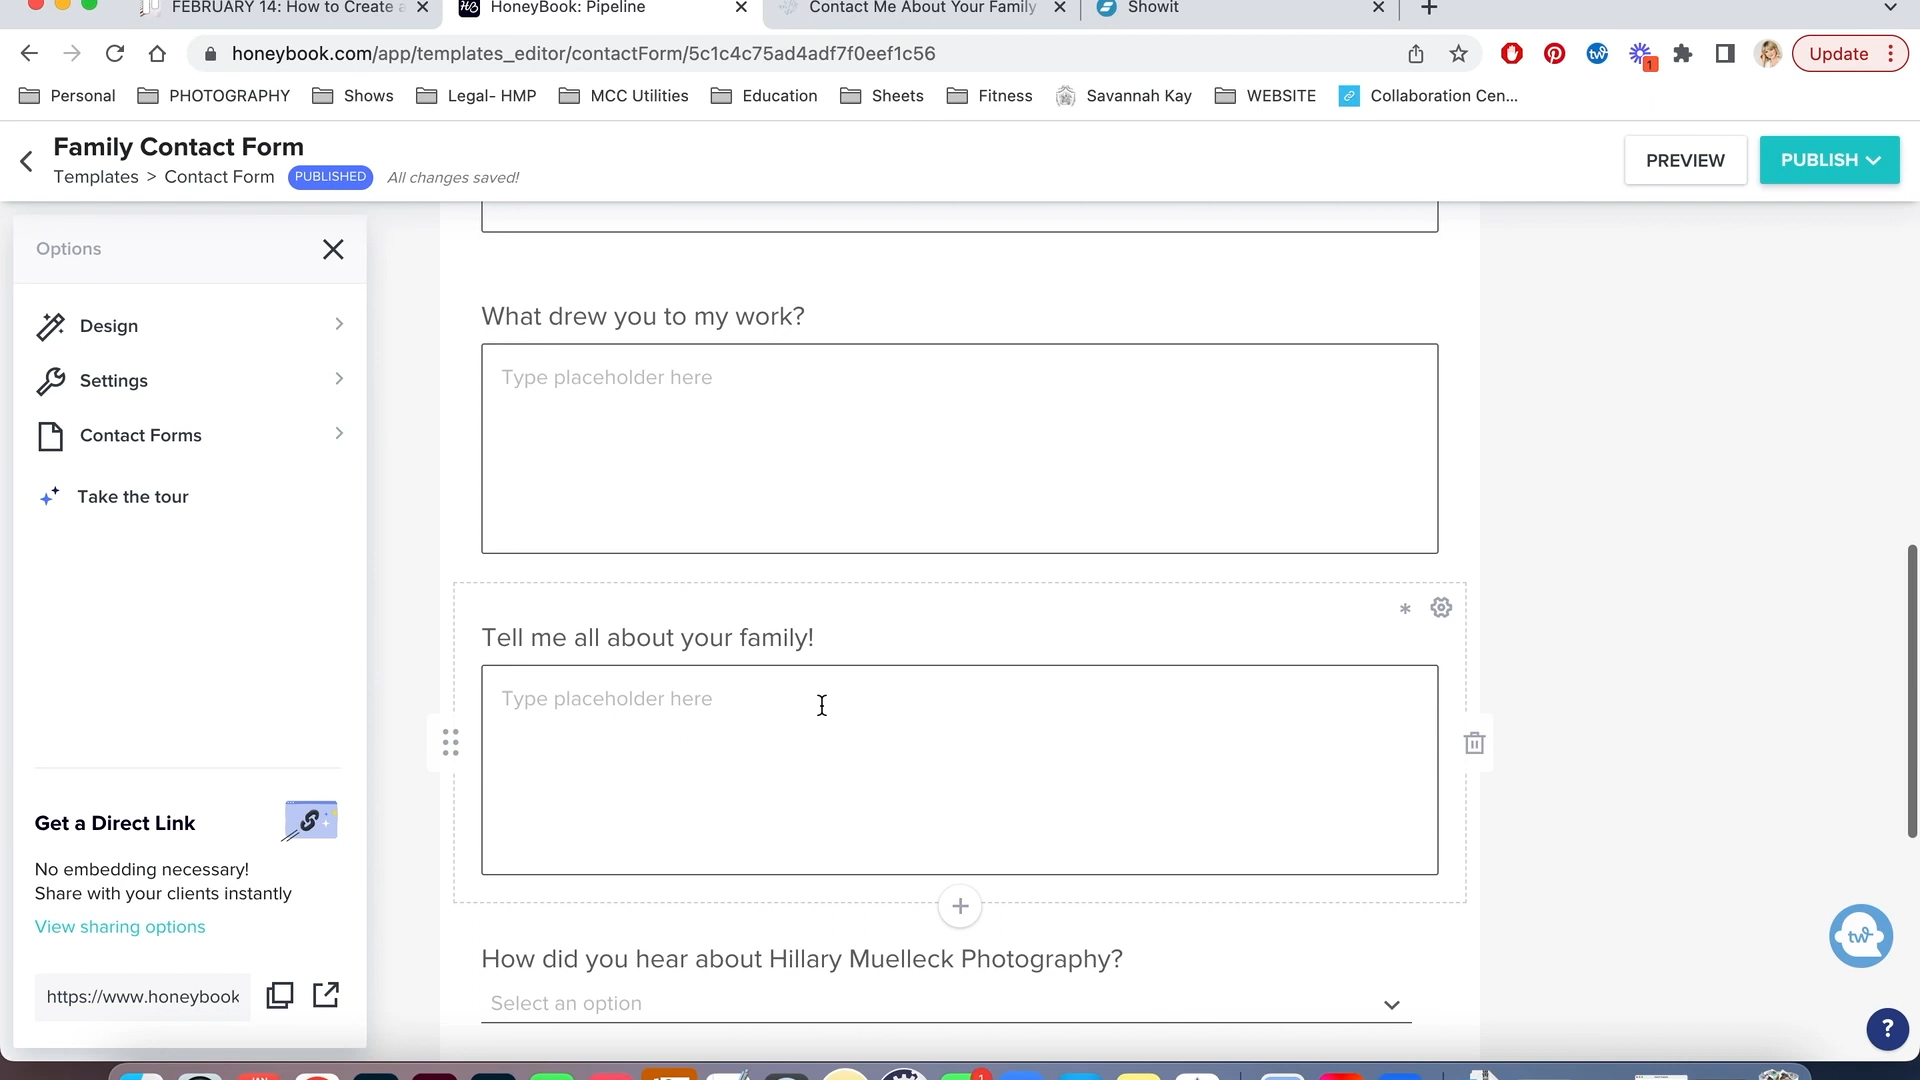 FEBRUARY 14: How to Create a
HoneyBook: Pipeline
Contact Me About Your Family
Showit
honeybook.com/app/templates_editor/contactForm/5c1c4c75ad4adf7f0eef1c56
1
Update
Personal
PHOTOGRAPHY
Shows
Legal- HMP
MCC Utilities
Education
Sheets
Fitness
Savannah Kay
WEBSITE
Collaboration Cen...
Family Contact Form
Templates > Contact Form
PUBLISHED
All changes saved!
PREVIEW
PUBLISH
Options
Design
Settings
Contact Forms
Take the tour
Get a Direct Link
No embedding necessary!
Share with your clients instantly
View sharing options
https://www.honeybook
What drew you to my work?
Type placeholder here
*
Tell me all about your family!
Type placeholder here
+
How did you hear about Hillary Muelleck Photography?
Select an option
tw
?